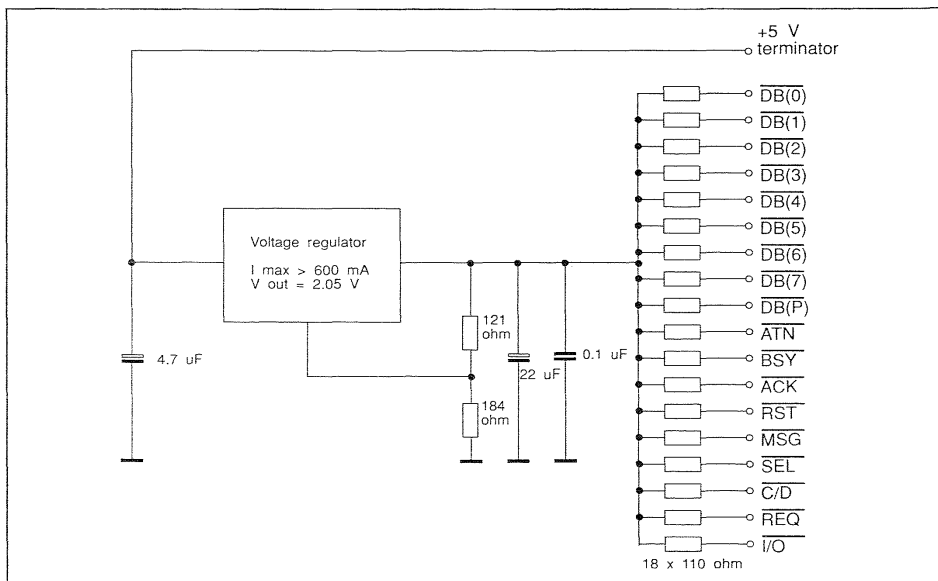 +5 V
terminator
DB(0)
DB(1)
DB(2)
DB(3)
DB(4)
DB(5)
DB(6)
DB(7)
DB(P)
ATN
BSY
ACK
RST
MSG
SEL
C/D
REQ
I/O
18 x 110 ohm
Voltage regulator
I max > 600 mA
V out = 2.05 V
4.7 uF
121
ohm
184
ohm
22 uF
0.1 uF